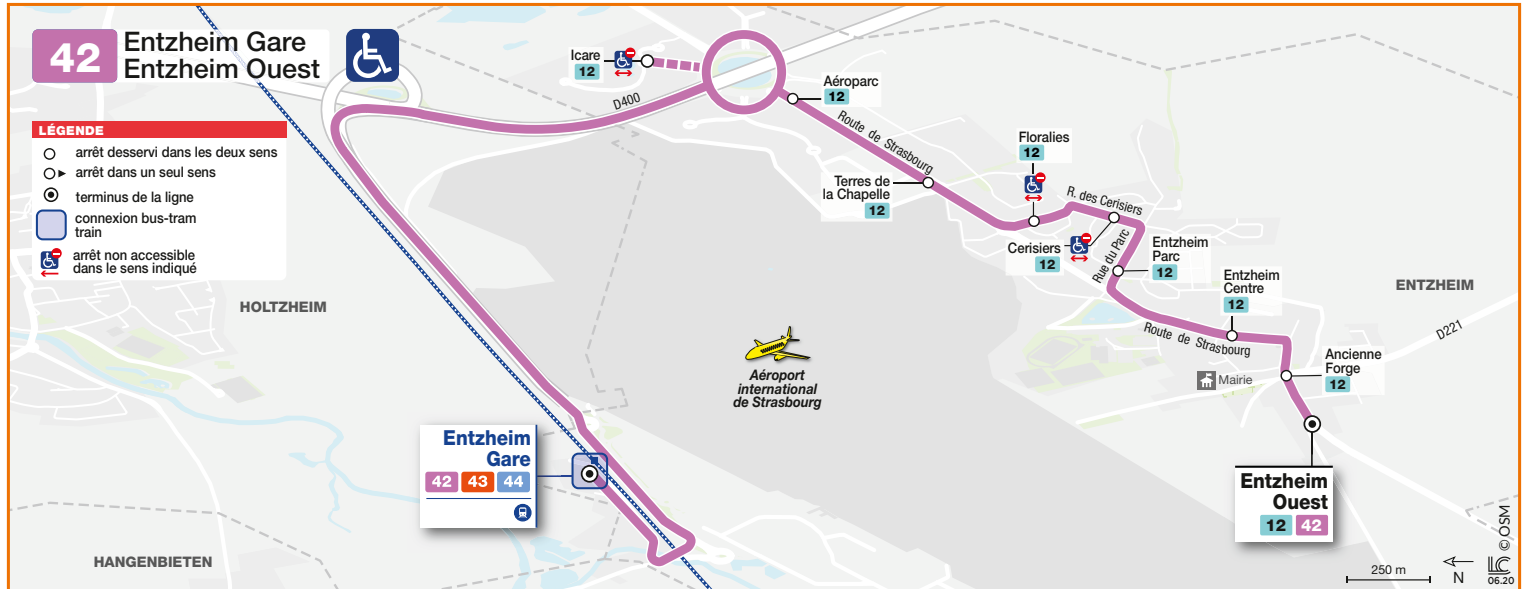 42
Entzheim Gare
Entzheim Ouest
LÉGENDE
arrêt desservi dans les deux sens
arrêt dans un seul sens
terminus de la ligne
connexion bus-tram
train
arrêt non accessible
dans le sens indiqué
Icare
12
D400
Aéroparc
12
Route de Strasbourg
Terres de
la Chapelle
12
Floralies
12
R. des Cerisiers
Cerisiers
12
Rue du Parc
Entzheim
Parc
12
Entzheim
Centre
12
ENTZHEIM
D221
Route de Strasbourg
Mairie
Ancienne
Forge
12
HOLTZHEIM
Aéroport
international
de Strasbourg
Entzheim
Gare
42 43 44
Entzheim
Ouest
12 42
HANGENBIETEN
250 m
N
© OSM
06.20